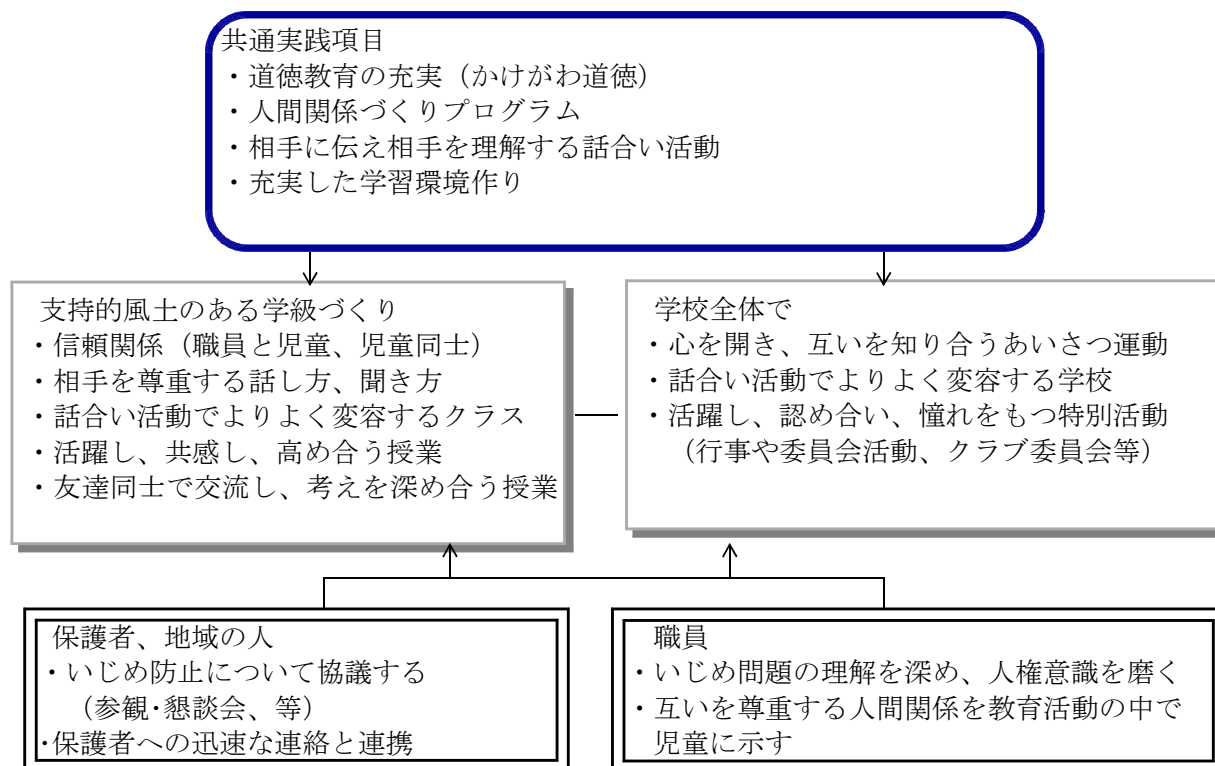 共通実践項目
・道徳教育の充実（かけがわ道徳）
・人間関係づくりプログラム
・相手に伝え相手を理解する話合い活動
・充実した学習環境作り
支持的風土のある学級づくり
・信頼関係（職員と児童、児童同士）
・相手を尊重する話し方、聞き方
・話合い活動でよりよく変容するクラス
・活躍し、共感し、高め合う授業
・友達同士で交流し、考えを深め合う授業
学校全体で
・心を開き、互いを知り合うあいさつ運動
・話合い活動でよりよく変容する学校
・活躍し、認め合い、憧れをもつ特別活動
（行事や委員会活動、クラブ委員会等）
保護者、地域の人
・いじめ防止について協議する
（参観･懇談会、等）
･保護者への迅速な連絡と連携
職員
・いじめ問題の理解を深め、人権意識を磨く
・互いを尊重する人間関係を教育活動の中で
児童に示す